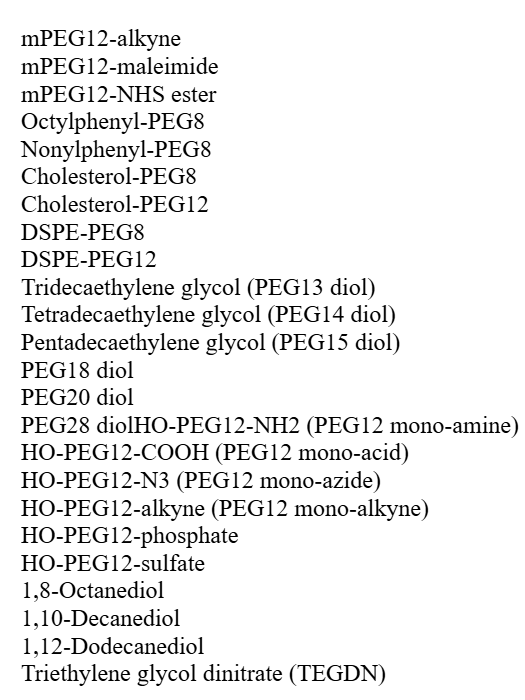 mPEG12-alkyne
mPEG12-maleimide
mPEG12-NHS ester
Octylphenyl-PEG8
Nonylphenyl-PEG8
Cholesterol-PEG8
Cholesterol-PEG12
DSPE-PEG8
DSPE-PEG12
Tridecaethylene glycol (PEG13 diol)
Tetradecaethylene glycol (PEG14 diol)
Pentadecaethylene glycol (PEG15 diol)
PEG18 diol
PEG20 diol
PEG28 diolHO-PEG12-NH2 (PEG12 mono-amine)
HO-PEG12-COOH (PEG12 mono-acid)
HO-PEG12-N3 (PEG12 mono-azide)
HO-PEG12-alkyne (PEG12 mono-alkyne)
HO-PEG12-phosphate
HO-PEG12-sulfate
1,8-Octanediol
1,10-Decanediol
1,12-Dodecanediol
Triethylene glycol dinitrate (TEGDN)